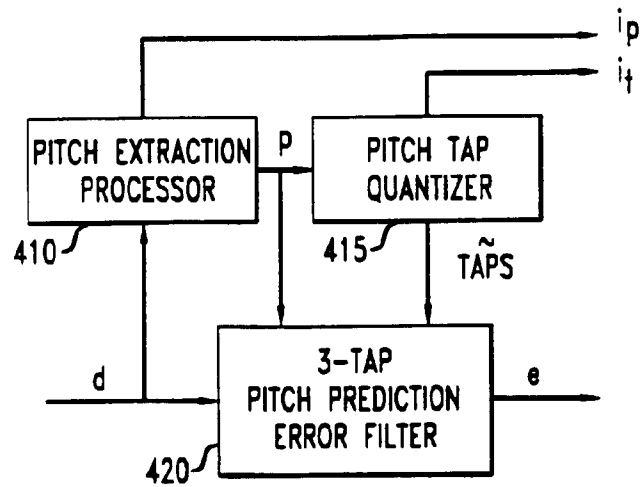 i_p
i_t
PITCH EXTRACTION
PROCESSOR
410
p
PITCH TAP
QUANTIZER
415
~
TAPS
d
3-TAP
PITCH PREDICTION
ERROR FILTER
420
e